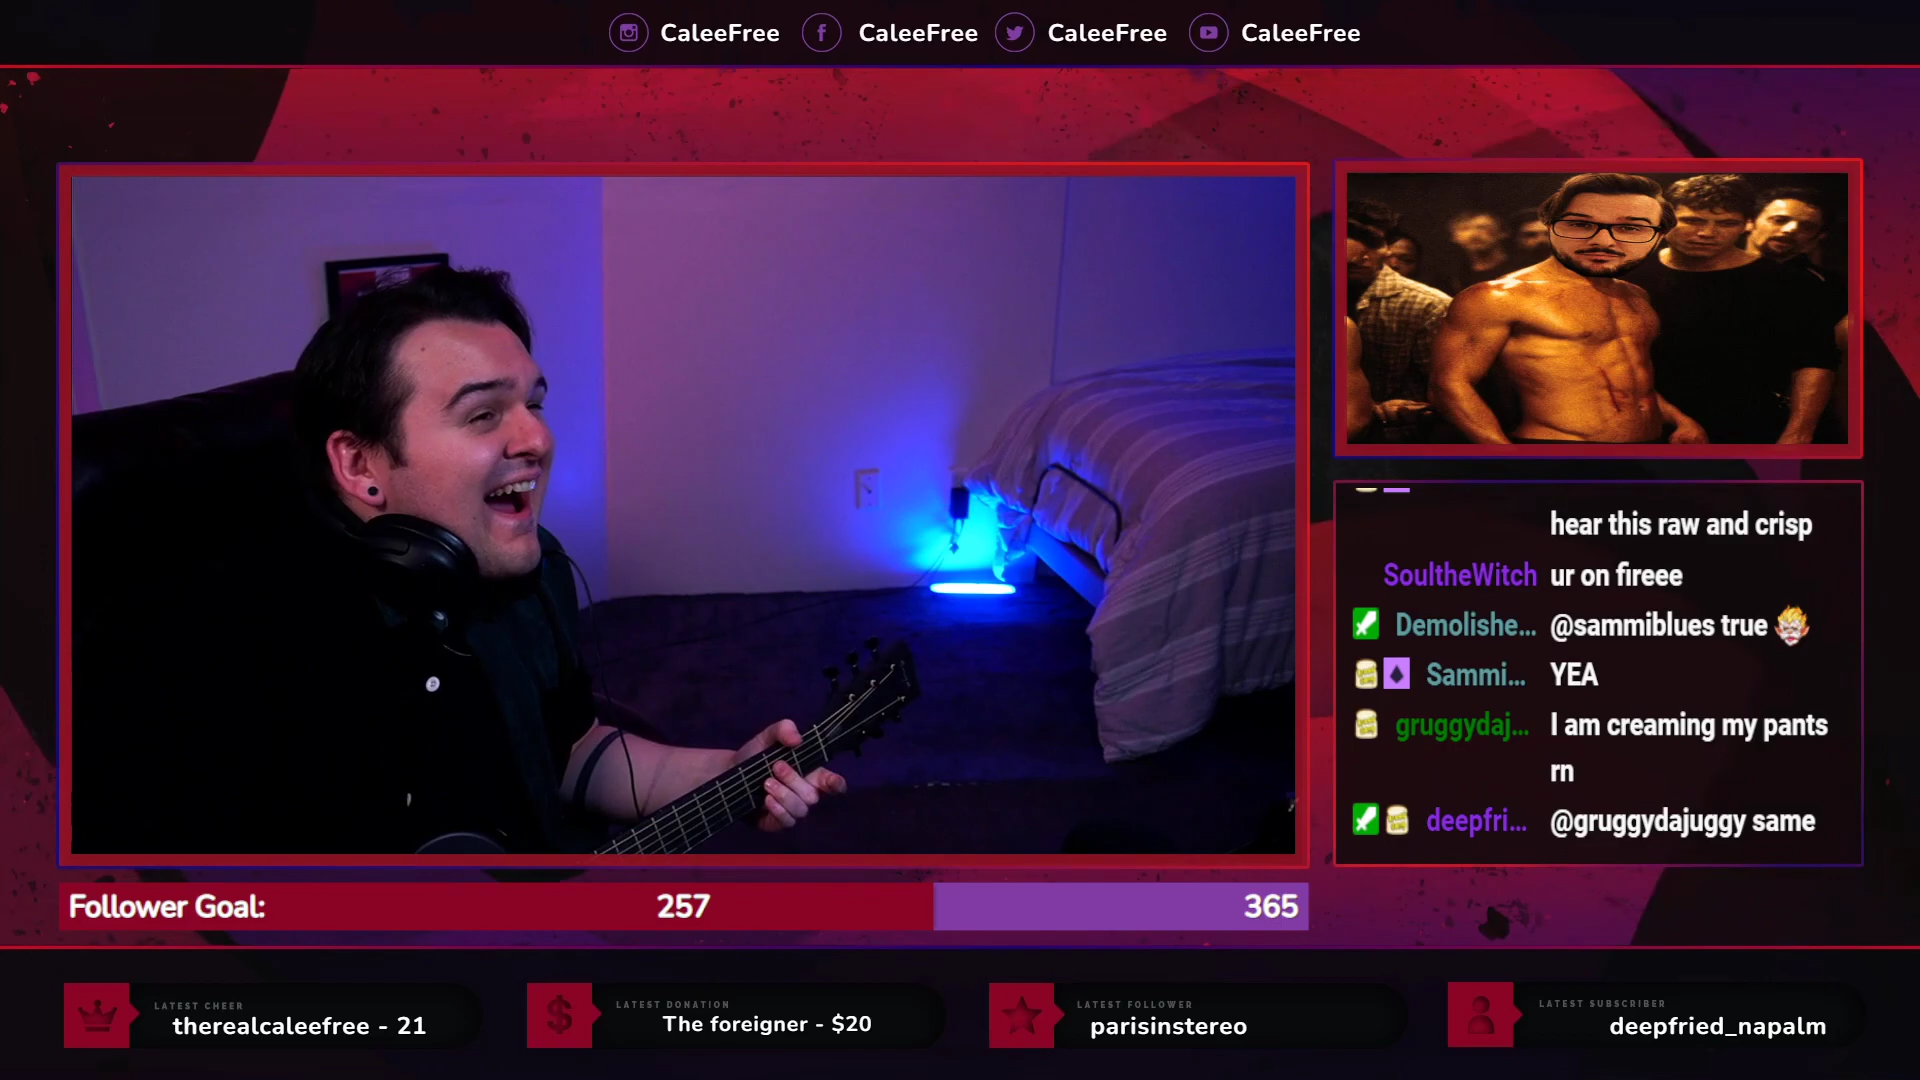 CaleeFree CaleeFree CaleeFree CaleeFree
hear this raw and crisp
SoultheWitch ur on fireee
Demolishe... @sammiblues true
Sammi... YEA
gruggydaj... I am creaming my pants
rn
deepfri... @gruggydajuggy same
Follower Goal: 257 365
LATEST CHEER
therealcaleefree - 21
LATEST DONATION
The foreigner - $20
LATEST FOLLOWER
parisinstereo
LATEST SUBSCRIBER
deepfried_napalm